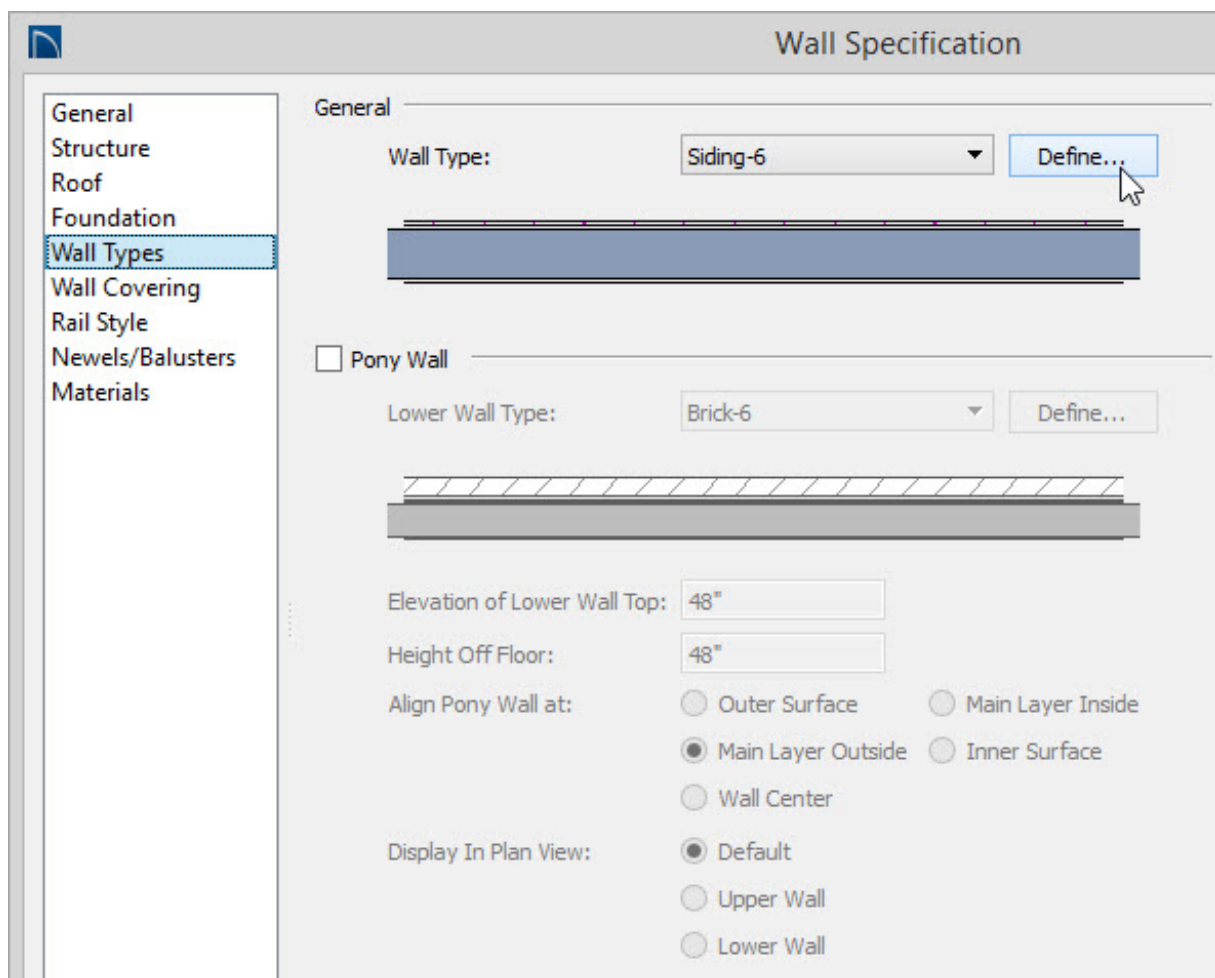 Wall Specification
General
Structure
Roof
Foundation
Wall Types
Wall Covering
Rail Style
Newels/Balusters
Materials
General
Wall Type: Siding-6 Define...
Pony Wall
Lower Wall Type: Brick-6 Define...
Elevation of Lower Wall Top: 48"
Height Off Floor: 48"
Align Pony Wall at: Outer Surface Main Layer Inside
Main Layer Outside Inner Surface
Wall Center
Display In Plan View: Default
Upper Wall
Lower Wall